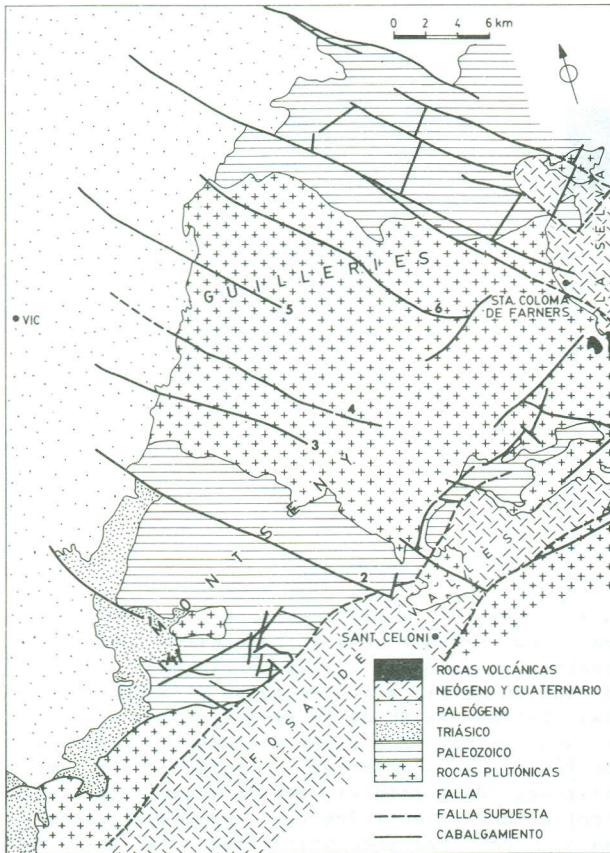 0 2 4 6 km
LA SELVA
GUILLERIES
STA. COLOMA
DE FARNERS
5
6
VIC
4
3
MONTSENY
2
SANT CELONI
FOSA DE VALLES
ROCAS VOLCÁNICAS
NEÓGENO Y CUATERNARIO
PALEÓGENO
TRIÁSICO
PALEOZOICO
ROCAS PLUTÓNICAS
FALLA
FALLA SUPUESTA
CABALGAMIENTO